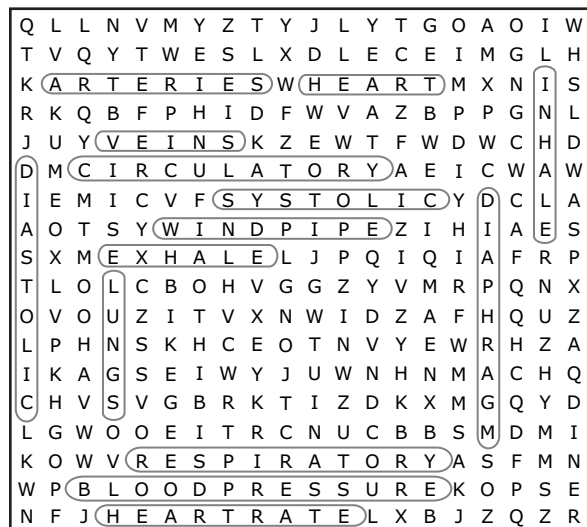 Q L L N V M Y Z T Y J L Y T G O A O I W
T V Q Y T W E S L X D L E C E I M G L H
K A R T E R I E S W H E A R T M X N I S
R K Q B F P H I D F W V A Z B P P G N L
J U Y V E I N S K Z E W T F W D W C H D
D M C I R C U L A T O R Y A E I C W A W
I E M I C V F S Y S T O L I C Y D C L A
A O T S Y W I N D P I P E Z I H I A E S
S X M E X H A L E L J P Q I Q I A F R P
T L O L C B O H V G G Z Y V M R P Q N X
O V O U Z I T V X N W I D Z A F H Q U Z
L P H N S K H C E O T N V Y E W R H Z A
I K A G S E I W Y J U W N H N M A C H Q
C H V S V G B R K T I Z D K X M G Q Y D
L G W O O E I T R C N U C B B S M D M I
K O W V R E S P I R A T O R Y A S F M N
W P B L O O D P R E S S U R E K O P S E
N F J H E A R T R A T E L X B J Z Q Z R